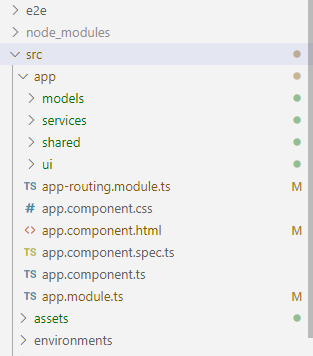 e2e
node_modules
src
app
models
services
shared
ui
TS app-routing.module.ts M
# app.component.css
<> app.component.html M
TS app.component.spec.ts
TS app.component.ts
TS app.module.ts M
assets
environments